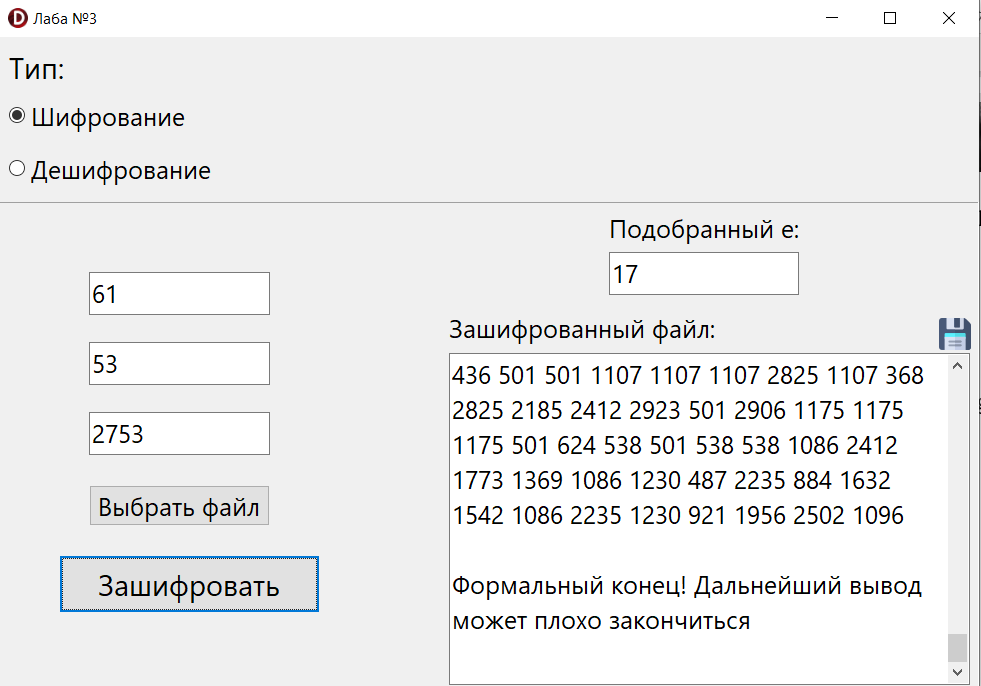 Лаба №3
Тип:
Шифрование
Дешифрование
61
53
2753
Выбрать файл
Зашифровать
Подобранный e:
17
Зашифрованный файл:
436 501 501 1107 1107 1107 2825 1107 368
2825 2185 2412 2923 501 2906 1175 1175
1175 501 624 538 501 538 538 1086 2412
1773 1369 1086 1230 487 2235 884 1632
1542 1086 2235 1230 921 1956 2502 1096
Формальный конец! Дальнейший вывод
может плохо закончиться